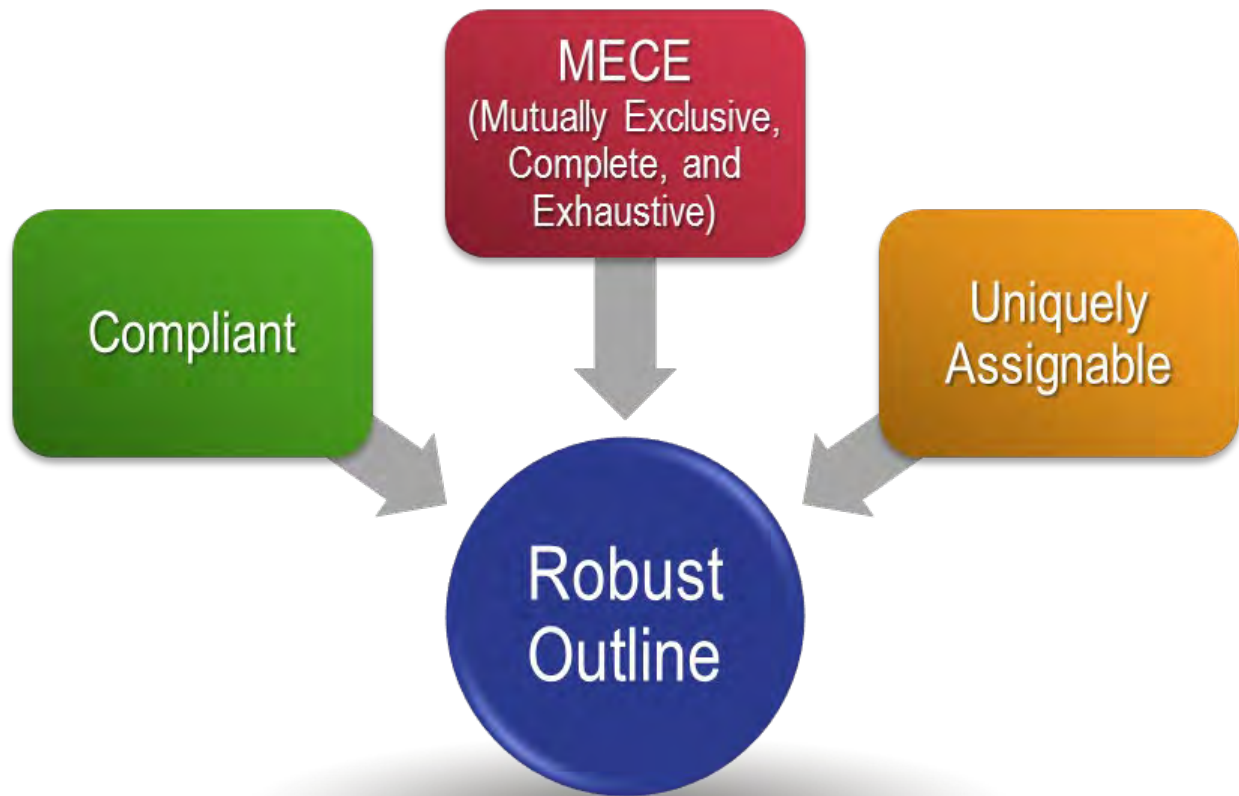 MECE
(Mutually Exclusive,
Complete, and
Exhaustive)
Compliant
Uniquely
Assignable
Robust
Outline